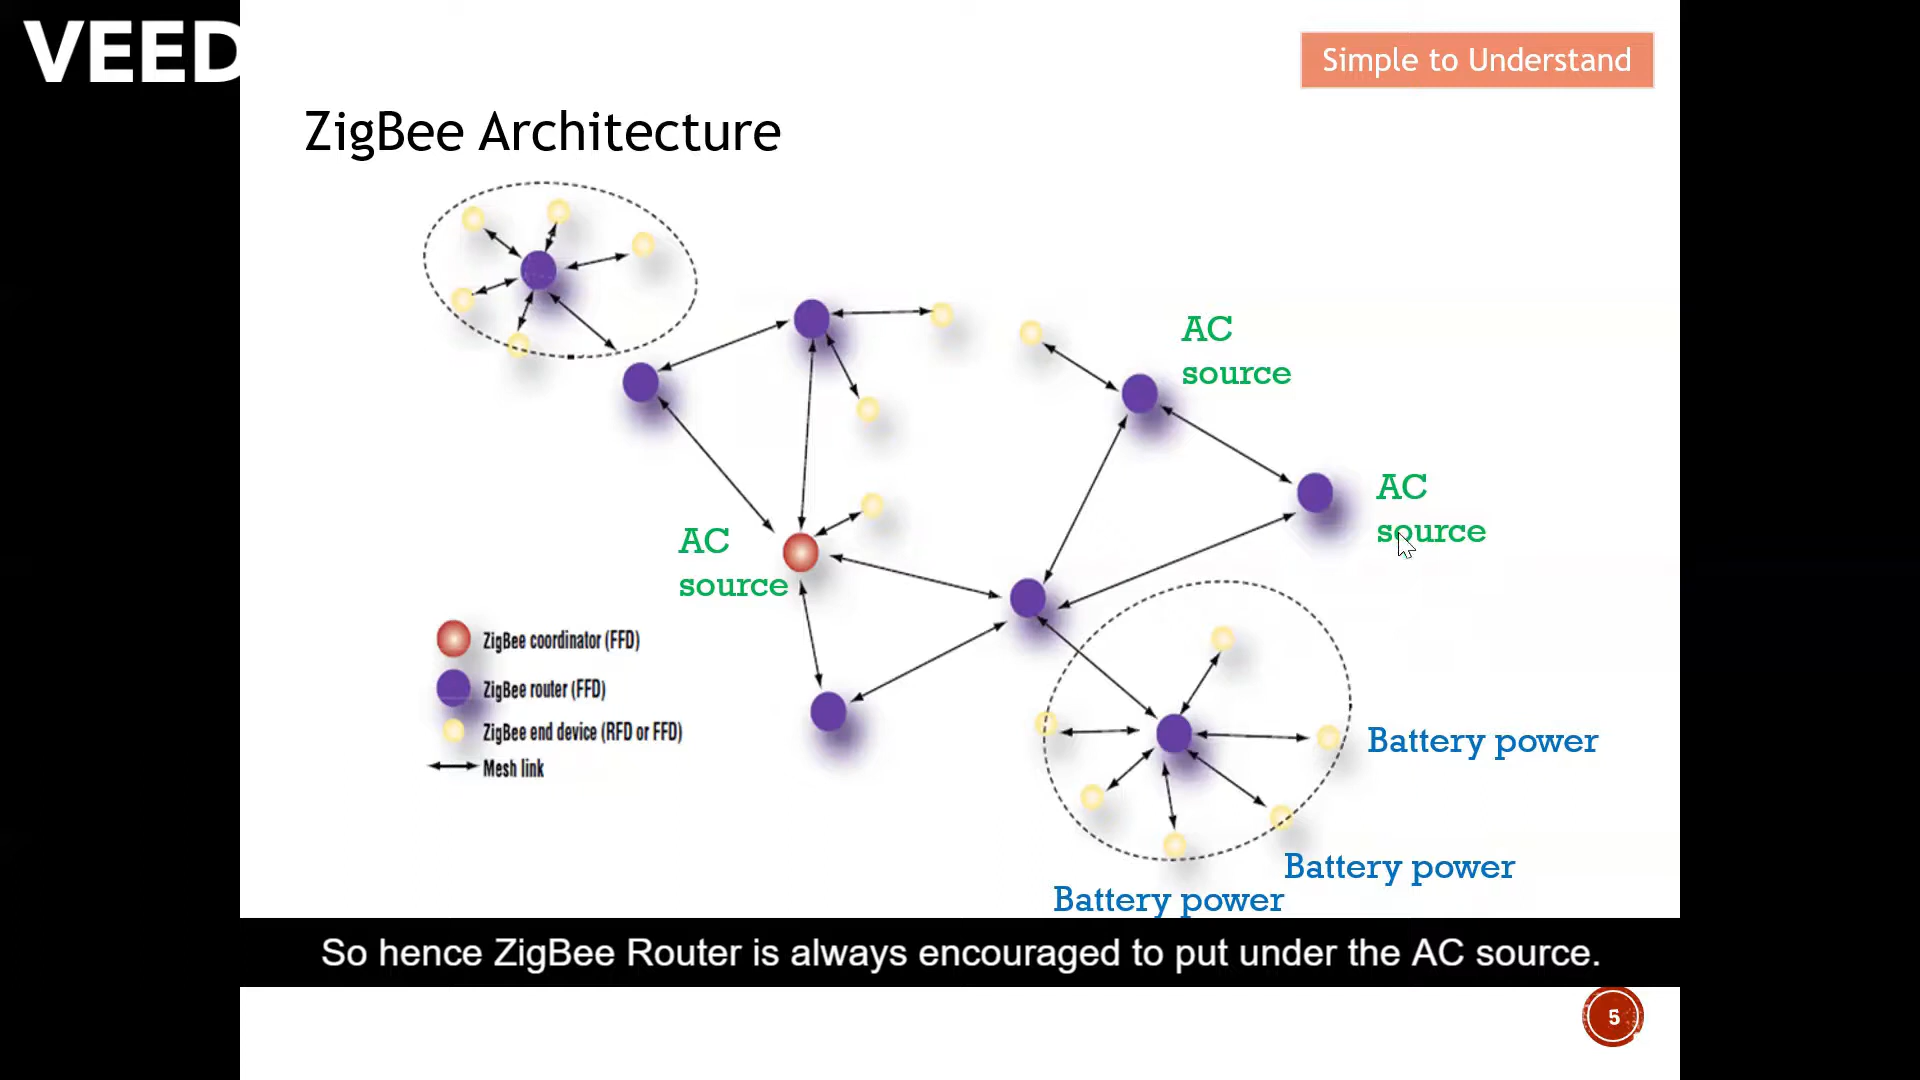 VEED
Simple to Understand
ZigBee Architecture
AC
source
AC
source
AC
source
ZigBee coordinator (FFD)
ZigBee router (FFD)
ZigBee end device (RFD or FFD)
Mesh link
Battery power
Battery power
Battery power
So hence ZigBee Router is always encouraged to put under the AC source.
5